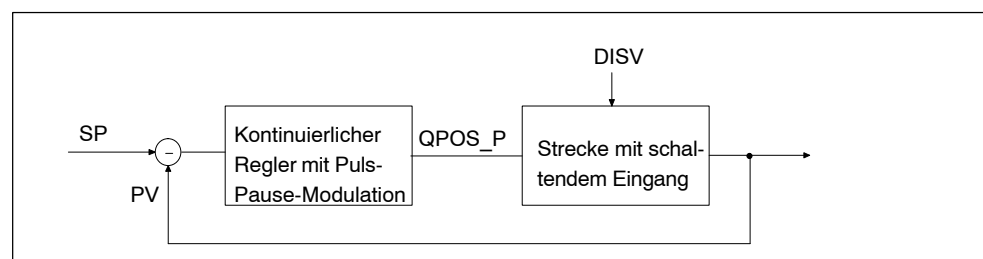 DISV
SP
Kontinuierlicher
Regler mit Puls-
Pause-Modulation
QPOS_P
Strecke mit schal-
tendem Eingang
PV
–